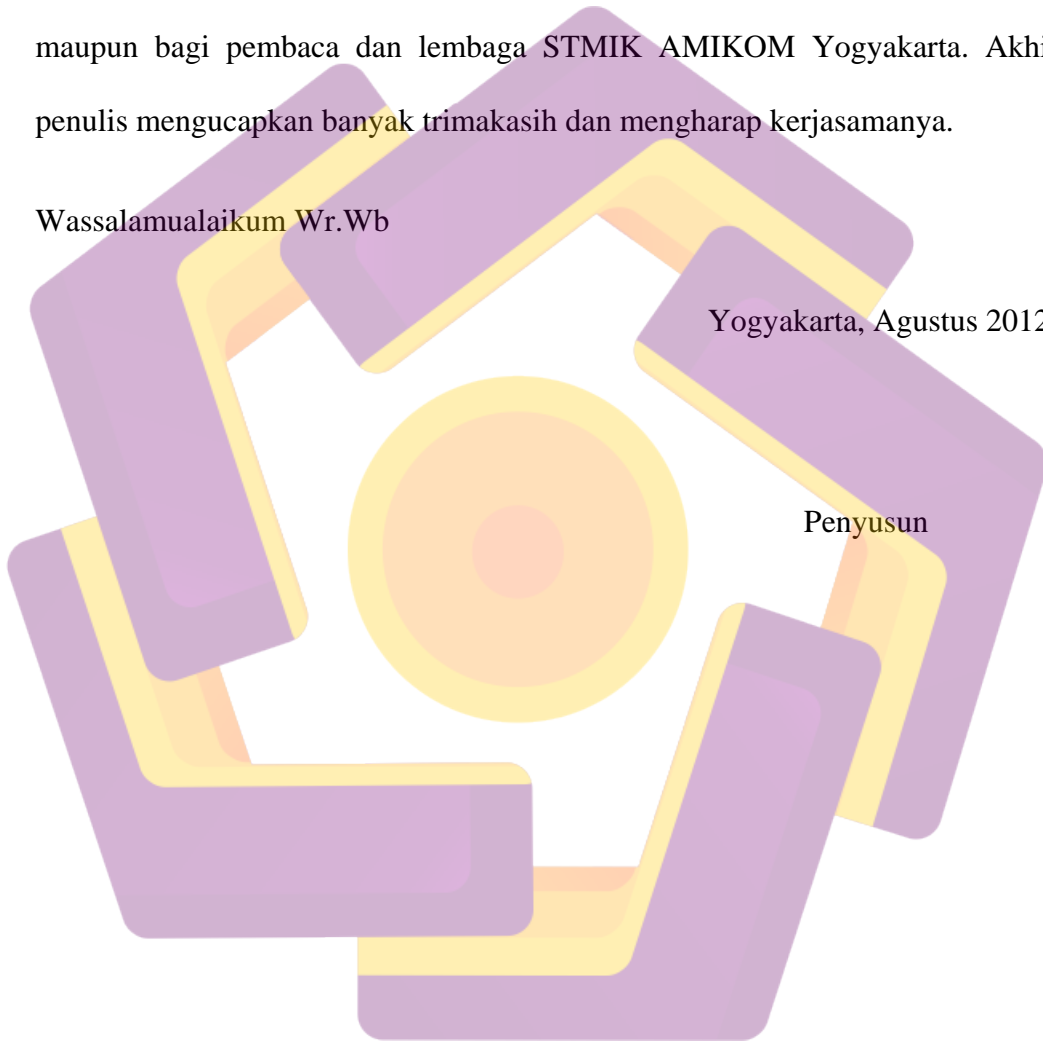 maupun bagi pembaca dan lembaga STMIK AMIKOM Yogyakarta. Akhi
penulis mengucapkan banyak trimakasih dan mengharap kerjasamanya.
Wassalamualaikum Wr.Wb
Yogyakarta, Agustus 2012
Penyusun